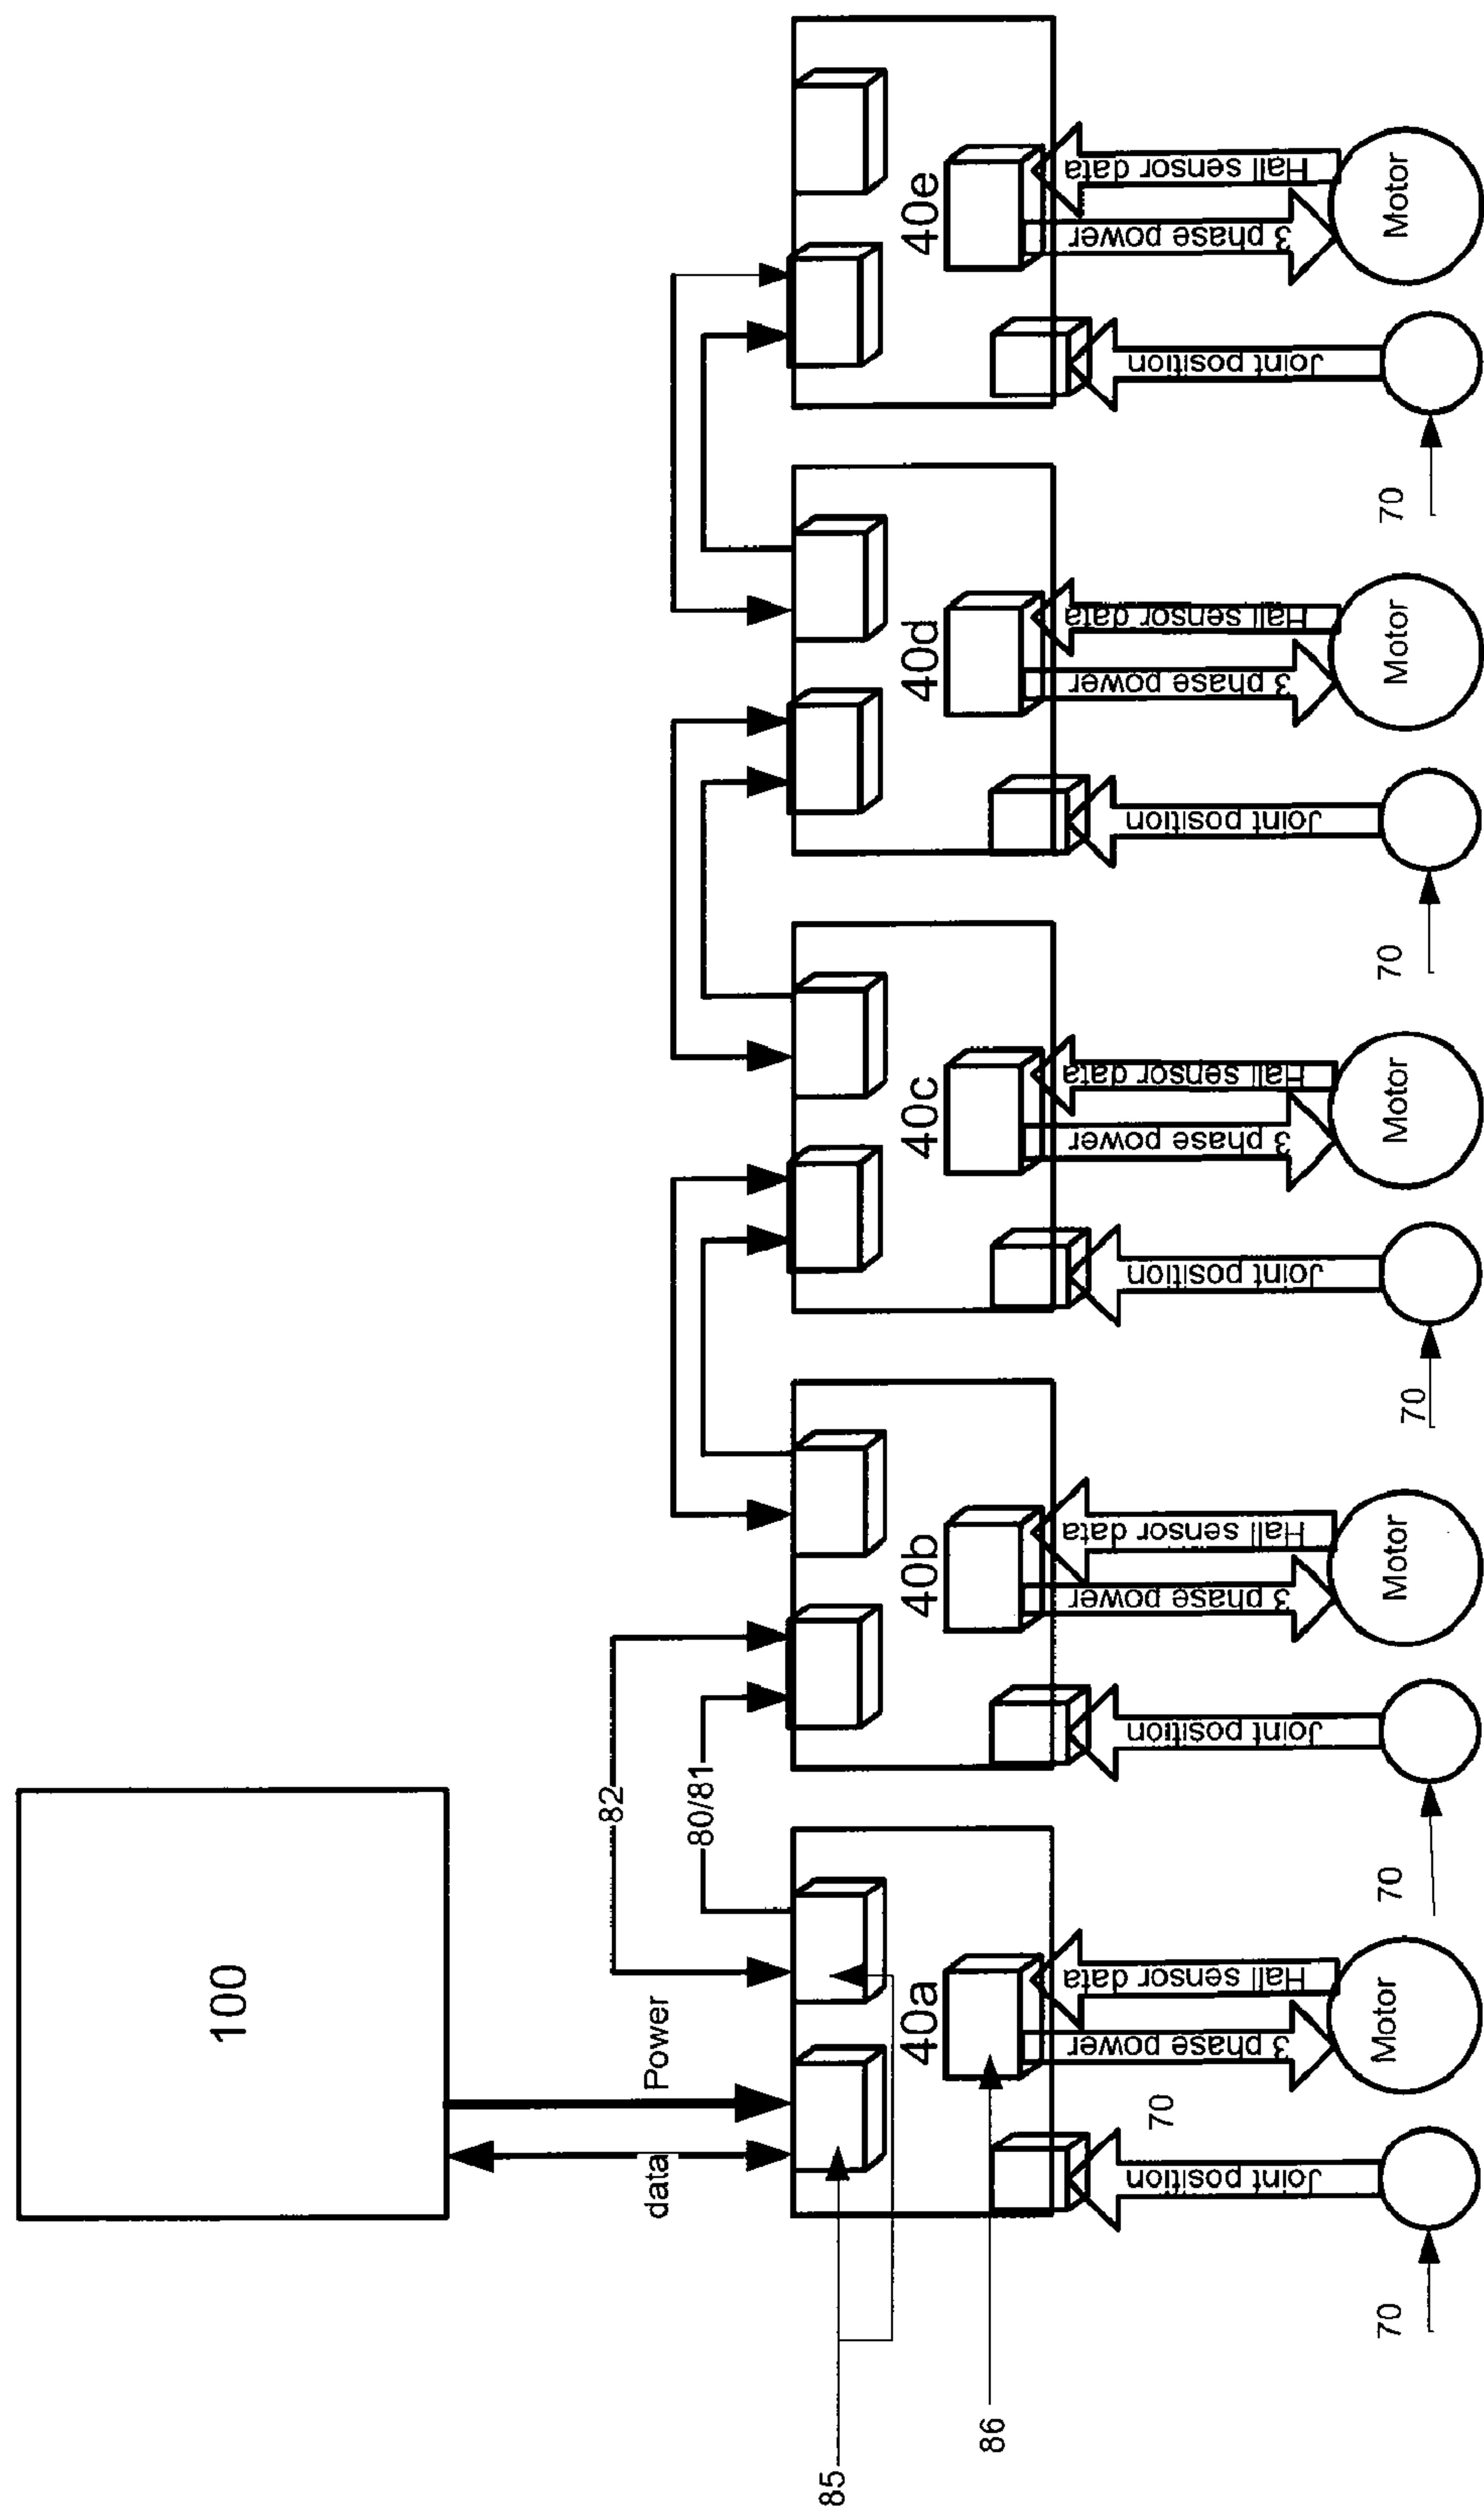 100
data
Power
82
80/81
85
86
40a
40b
40c
40d
40e
Joint position
3 phase power
Hall sensor data
Joint position
3 phase power
Hall sensor data
Joint position
3 phase power
Hall sensor data
Joint position
3 phase power
Hall sensor data
Joint position
3 phase power
Hall sensor data
70
70
Motor
70
Motor
70
Motor
70
Motor
70
Motor